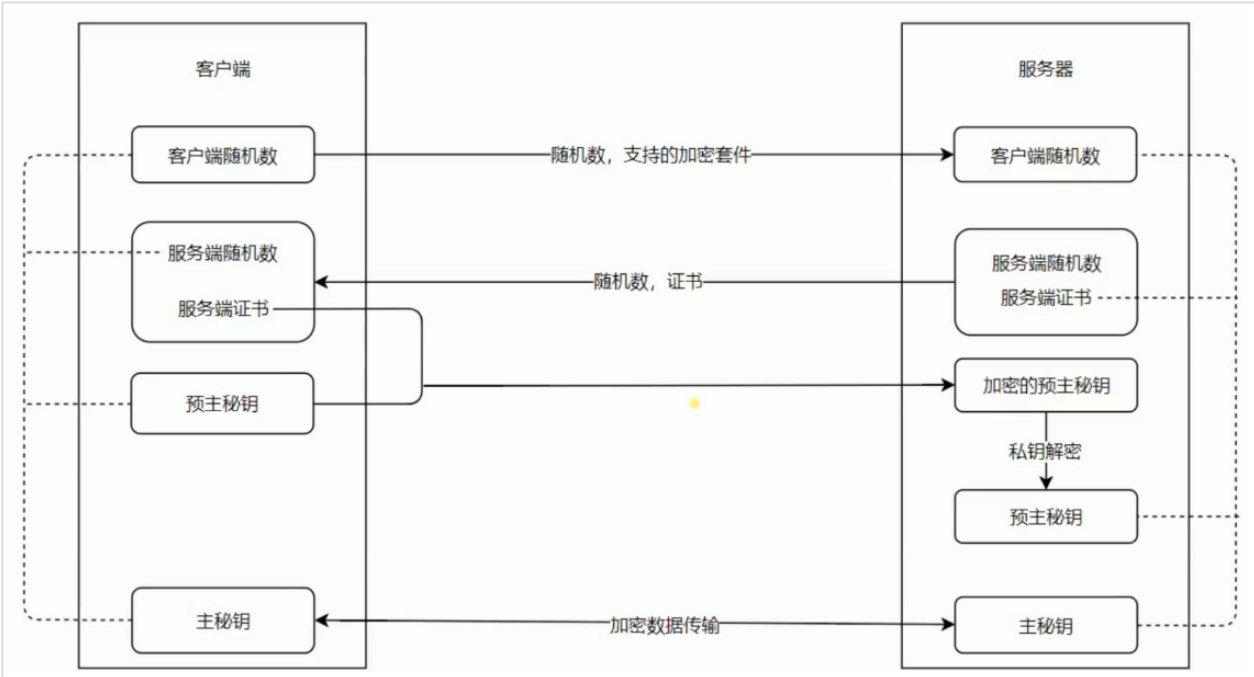 客户端
服务器
客户端随机数
随机数，支持的加密套件
客户端随机数
服务端随机数
服务端证书
随机数，证书
服务端随机数
服务端证书
预主秘钥
加密的预主秘钥
私钥解密
预主秘钥
主秘钥
加密数据传输
主秘钥